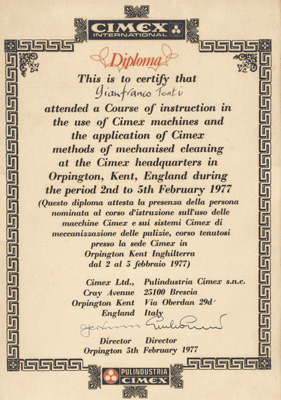 CIMEX
INTERNATIONAL
Diploma
This is to certify that
Gianfranco Tonti
attended a Course of instruction in
the use of Cimex machines and
the application of Cimex
methods of mechanised cleaning
at the Cimex headquarters in
Orpington, Kent, England during
the period 2nd to 5th February 1977
(Questo diploma attesta la presenza della persona
nominata al corso d'istruzione sull'uso delle
macchine Cimex e sui sistemi Cimex di
meccanizzazione delle pulizie, corso tenutosi
presso la sede Cimex in
Orpington Kent Inghilterra
dal 2 al 5 febbraio 1977)
Cimex Ltd., Pulindustria Cimex s.n.c.
Cray Avenue 25100 Brescia
Orpington Kent Via Oberdan 29d
England Italy
Director Director
Orpington 5th February 1977
PULINDUSTRIA
CIMEX